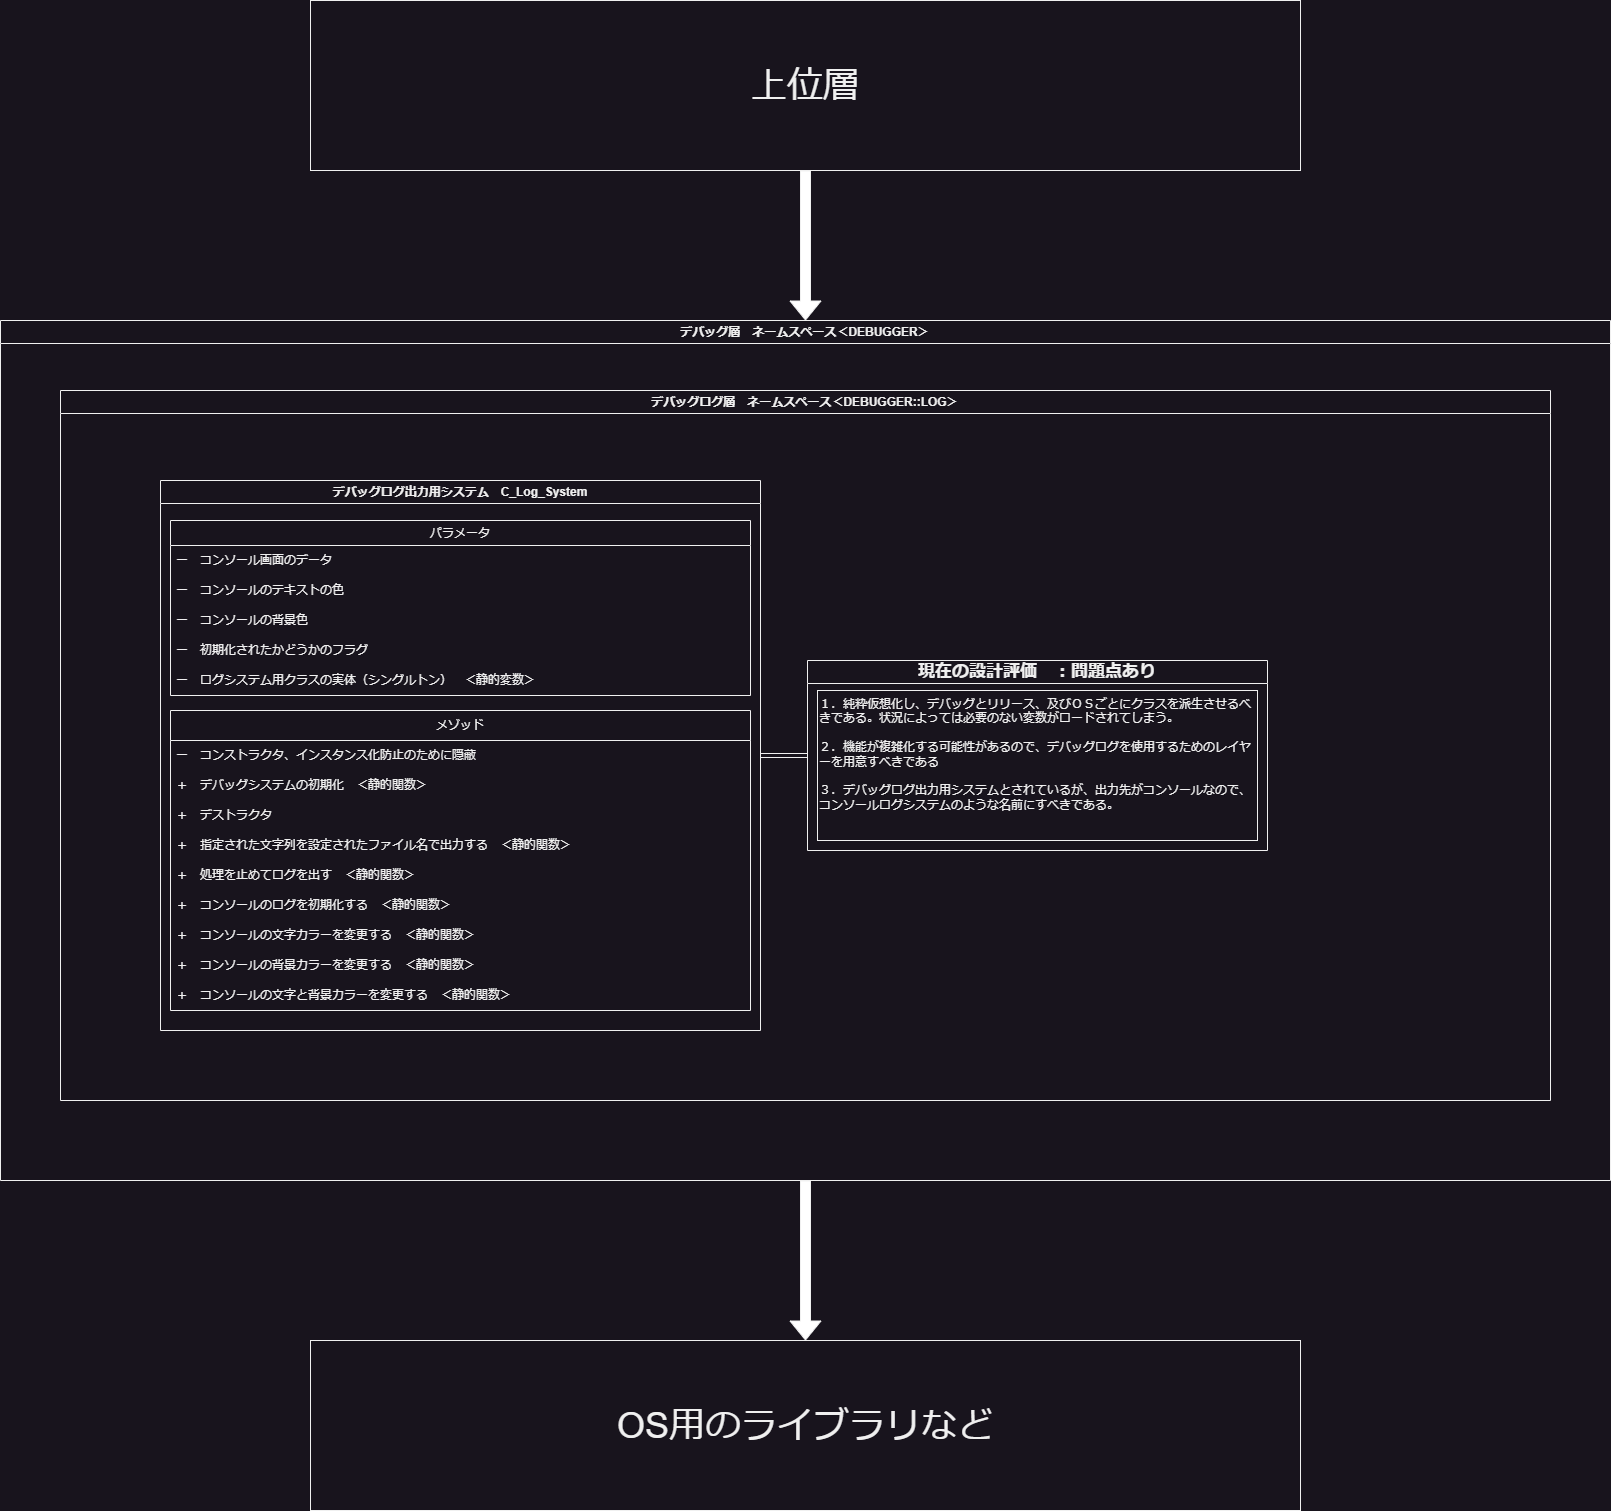 上位層
デバッグ層　ネームスペース＜DEBUGGER＞
デバッグログ層　ネームスペース＜DEBUGGER::LOG＞
デバッグログ出力用システム　C_Log_System
パラメータ
－　コンソール画面のデータ
－　コンソールのテキストの色
－　コンソールの背景色
－　初期化されたかどうかのフラグ
－　ログシステム用クラスの実体（シングルトン）　＜静的変数＞
メゾッド
－　コンストラクタ、インスタンス化防止のために隠蔽
＋　デバッグシステムの初期化　＜静的関数＞
＋　デストラクタ
＋　指定された文字列を設定されたファイル名で出力する　＜静的関数＞
＋　処理を止めてログを出す　＜静的関数＞
＋　コンソールのログを初期化する　＜静的関数＞
＋　コンソールの文字カラーを変更する　＜静的関数＞
＋　コンソールの背景カラーを変更する　＜静的関数＞
＋　コンソールの文字と背景カラーを変更する　＜静的関数＞
現在の設計評価　：問題点あり
１．純粋仮想化し、デバッグとリリース、及びＯＳごとにクラスを派生させるべ
きである。状況によっては必要のない変数がロードされてしまう。
２．機能が複雑化する可能性があるので、デバッグログを使用するためのレイヤ
ーを用意すべきである
３．デバッグログ出力用システムとされているが、出力先がコンソールなので、
コンソールログシステムのような名前にすべきである。
OS用のライブラリなど